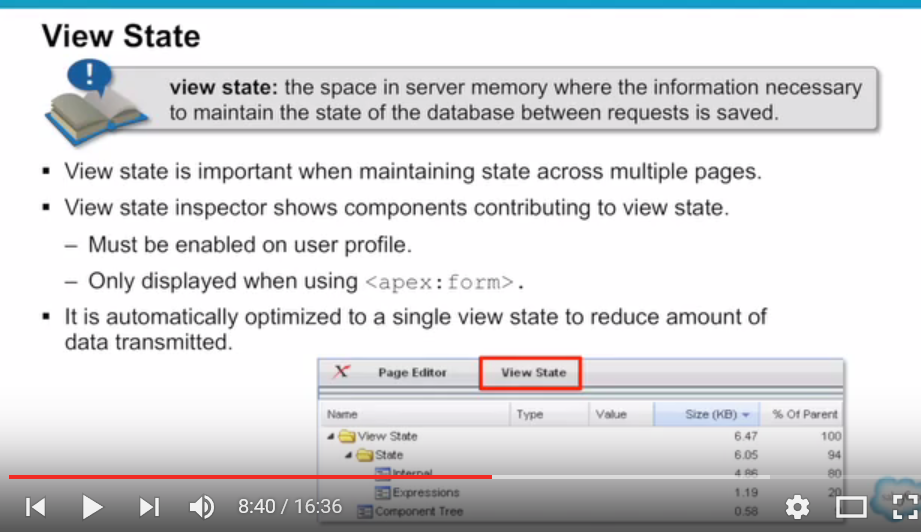 View State
!
view state: the space in server memory where the information necessary
to maintain the state of the database between requests is saved.
▪ View state is important when maintaining state across multiple pages.
▪ View state inspector shows components contributing to view state.
– Must be enabled on user profile.
– Only displayed when using <apex:form>.
▪ It is automatically optimized to a single view state to reduce amount of
data transmitted.
Page Editor View State
Name Type Value Size (KB) % Of Parent
View State 6.47 100
State 6.05 94
Internal 4.86 80
Expressions 1.19 20
Component Tree 0.58
8:40 / 16:36